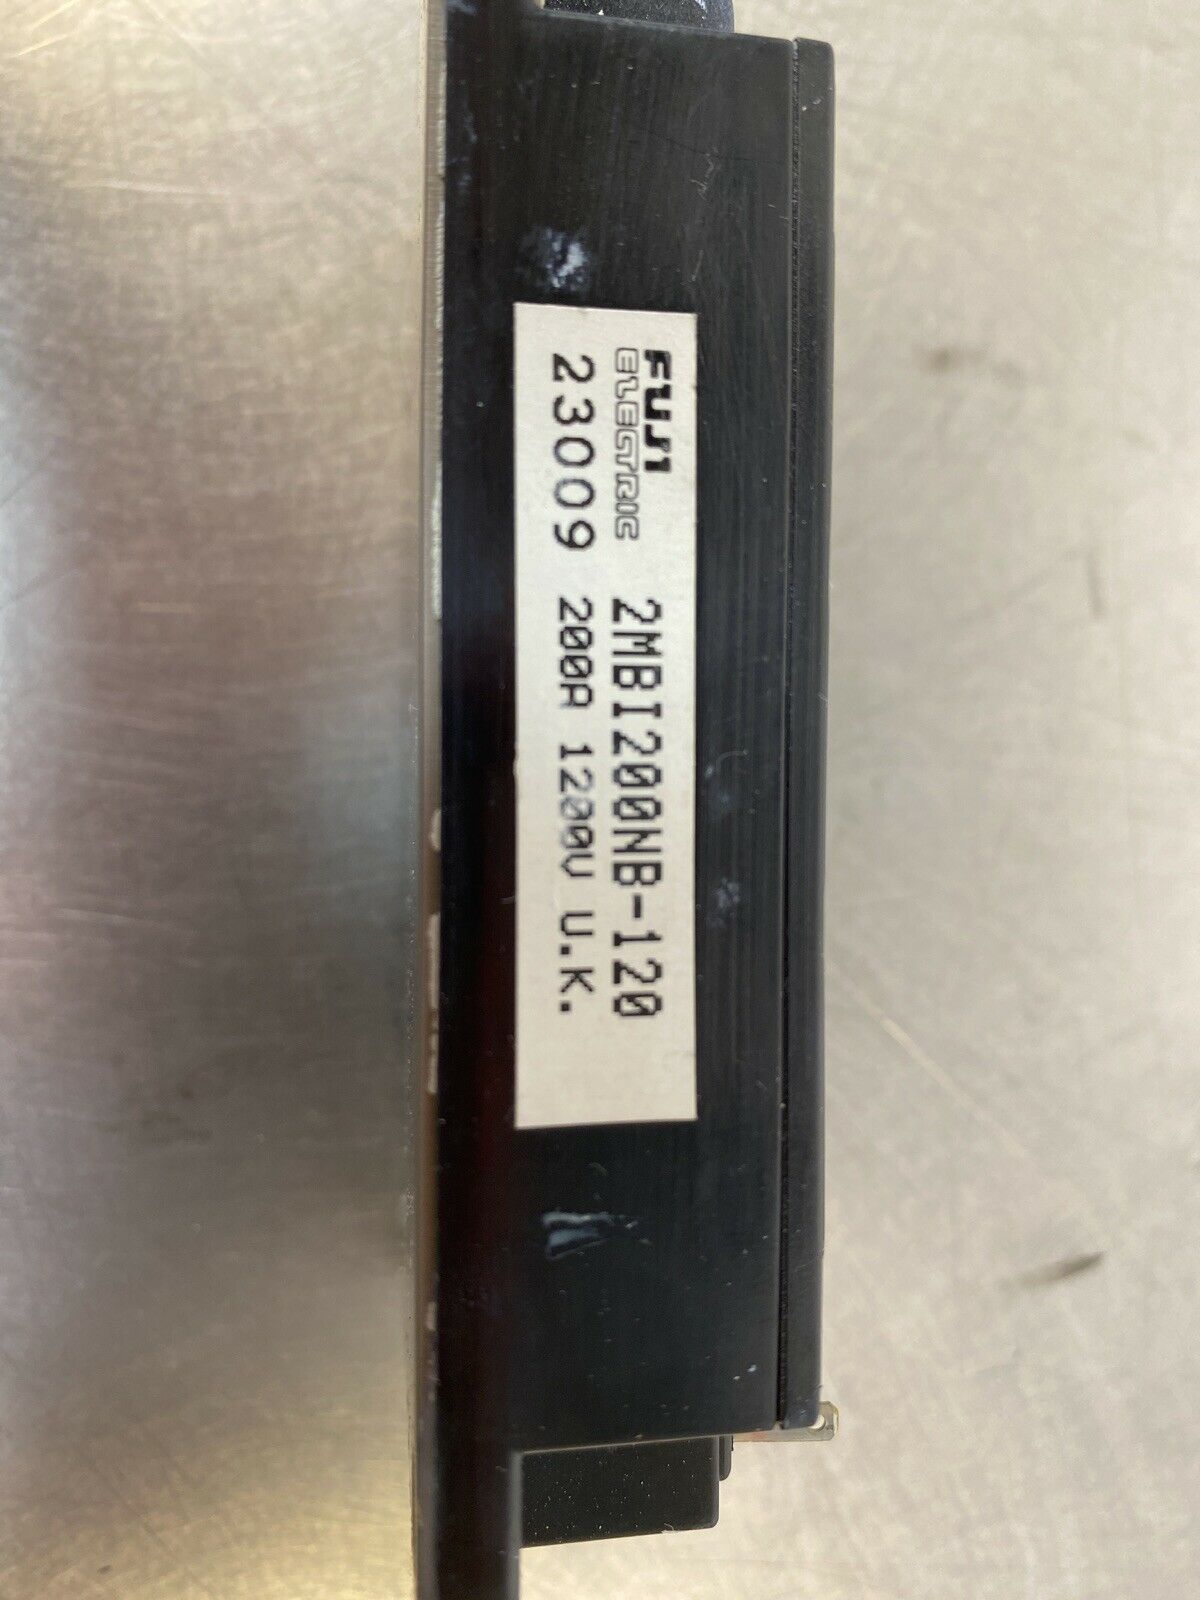 FUJI
ELECTRIC
2MBI200NB-120
23009 200A 1200V U.K.